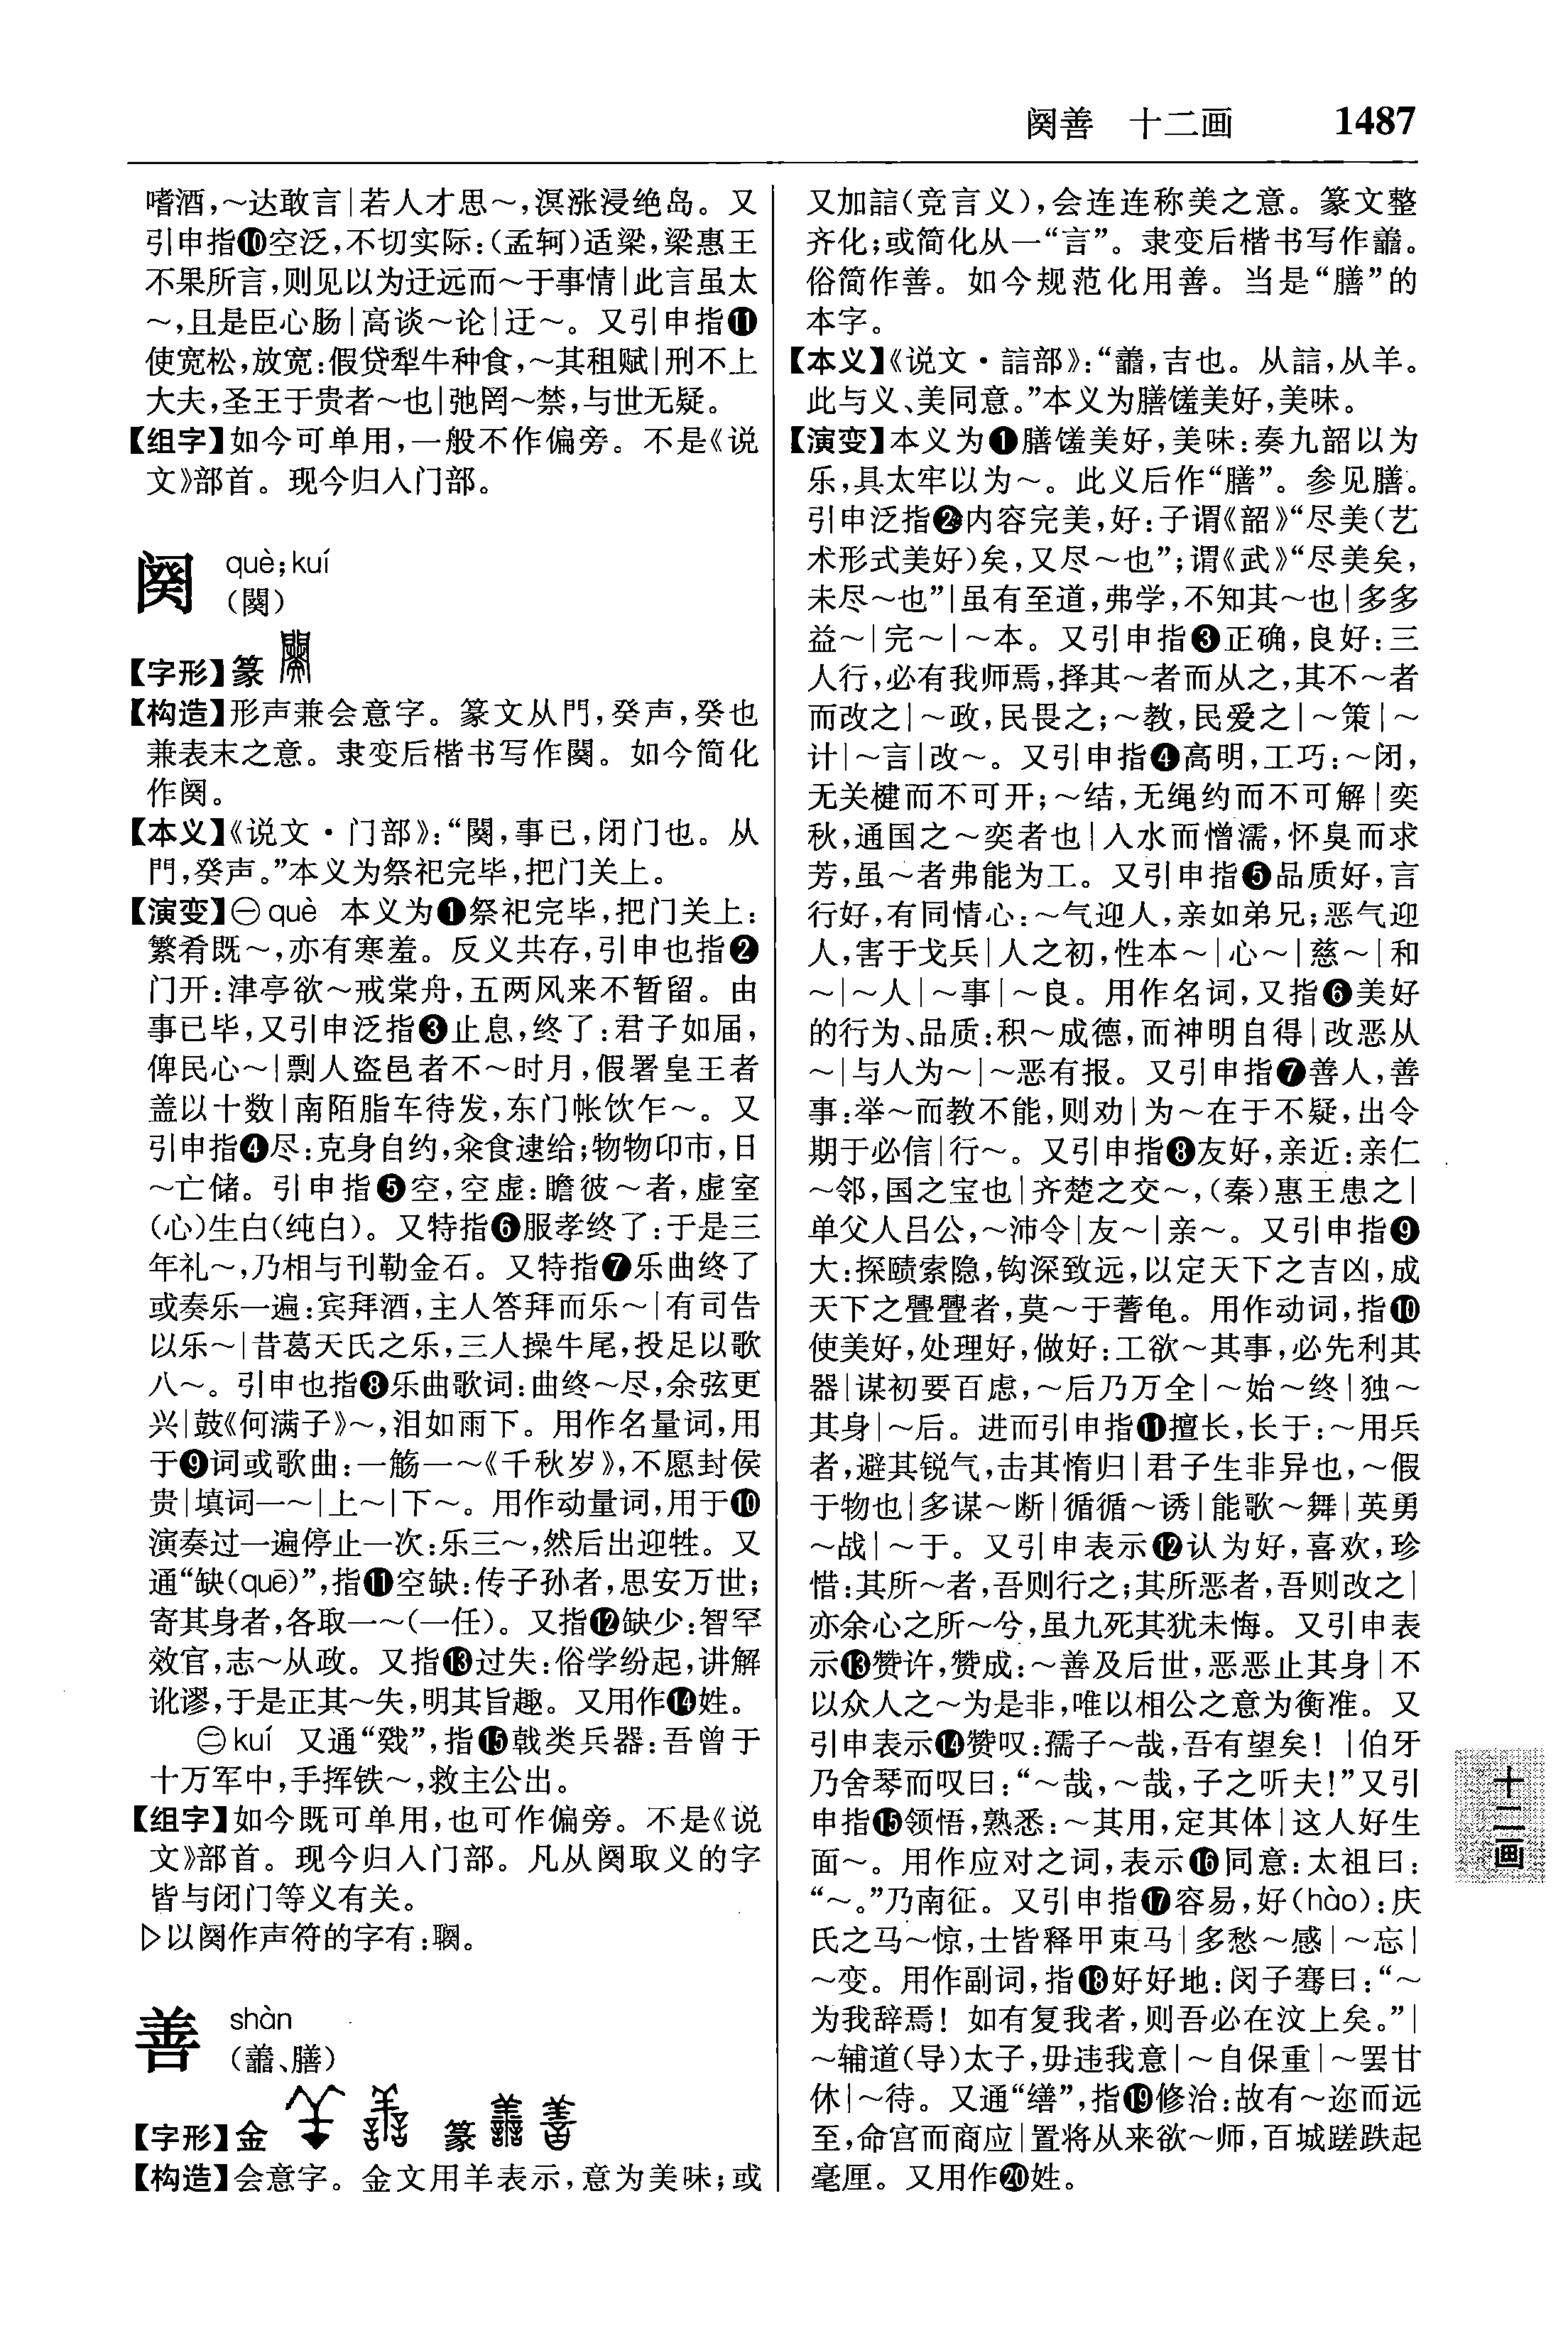 阕善　十二画　1487
嗜酒,～达敢言|若人才思～,溟涨浸绝岛。又
引申指❿空泛,不切实际:(孟轲)适梁,梁惠王
不果所言,则见以为迂远而～于事情|此言虽太
～,且是臣心肠|高谈～论|迂～。又引申指⓫
使宽松,放宽:假贷犁牛种食,～其租赋|刑不上
大夫,圣王于贵者～也|弛罔～禁,与世无疑。
【组字】如今可单用,一般不作偏旁。不是《说
文》部首。现今归入门部。
阕 què;kuí
(闋)
【字形】篆
【构造】形声兼会意字。篆文从門,癸声,癸也
兼表末之意。隶变后楷书写作闋。如今简化
作阕。
【本义】《说文·门部》:“闋,事已,闭门也。从
門,癸声。”本义为祭祀完毕,把门关上。
【演变】㊀què 本义为❶祭祀完毕,把门关上:
繁肴既～,亦有寒羞。反义共存,引申也指❷
门开:津亭欲～戒棠舟,五两风来不暂留。由
事已毕,又引申泛指❸止息,终了:君子如届,
俾民心～|剽人盗邑者不～时月,假署皇王者
盖以十数|南陌脂车待发,东门帐饮乍～。又
引申指❹尽:克身自约,籴食逮给;物物卬市,日
～亡储。引申指❺空,空虚:瞻彼～者,虚室
(心)生白(纯白)。又特指❻服孝终了:于是三
年礼～,乃相与刊勒金石。又特指❼乐曲终了
或奏乐一遍:宾拜酒,主人答拜而乐～|有司告
以乐～|昔葛天氏之乐,三人操牛尾,投足以歌
八～。引申也指❽乐曲歌词:曲终～尽,余弦更
兴|鼓《何满子》～,泪如雨下。用作名量词,用
于❾词或歌曲:一觞一～《千秋岁》,不愿封侯
贵|填词一～|上～|下～。用作动量词,用于❿
演奏过一遍停止一次:乐三～,然后出迎牲。又
通“缺(quē)”,指⓫空缺:传子孙者,思安万世;
寄其身者,各取一～(一任)。又指⓬缺少:智罕
效官,志～从政。又指⓭过失:俗学纷起,讲解
讹谬,于是正其～失,明其旨趣。又用作⓮姓。
㊁kuí 又通“戣”,指⓯戟类兵器:吾曾于
十万军中,手挥铁～,救主公出。
【组字】如今既可单用,也可作偏旁。不是《说
文》部首。现今归入门部。凡从阕取义的字
皆与闭门等义有关。
▷以阕作声符的字有:
善 shàn
(譱、膳)
【字形】金 篆
【构造】会意字。金文用羊表示,意为美味;或
又加誩(竞言义),会连连称美之意。篆文整
齐化;或简化从一“言”。隶变后楷书写作譱。
俗简作善。如今规范化用善。当是“膳”的
本字。
【本义】《说文·誩部》:“譱,吉也。从誩,从羊。
此与义、美同意。”本义为膳馐美好,美味。
【演变】本义为❶膳馐美好,美味:奏九韶以为
乐,具太牢以为～。此义后作“膳”。参见膳。
引申泛指❷内容完美,好:子谓《韶》“尽美(艺
术形式美好)矣,又尽～也”;谓《武》“尽美矣,
未尽～也”|虽有至道,弗学,不知其～也|多多
益～|完～|～本。又引申指❸正确,良好:三
人行,必有我师焉,择其～者而从之,其不～者
而改之|～政,民畏之;～教,民爱之|～策|～
计|～言|改～。又引申指❹高明,工巧:～闭,
无关楗而不可开;～结,无绳约而不可解|奕
秋,通国之～奕者也|入水而憎濡,怀臭而求
芳,虽～者弗能为工。又引申指❺品质好,言
行好,有同情心:～气迎人,亲如弟兄;恶气迎
人,害于戈兵|人之初,性本～|心～|慈～|和
～|～人|～事|～良。用作名词,又指❻美好
的行为、品质:积～成德,而神明自得|改恶从
～|与人为～|～恶有报。又引申指❼善人,善
事:举～而教不能,则劝|为～在于不疑,出令
期于必信|行～。又引申指❽友好,亲近:亲仁
～邻,国之宝也|齐楚之交～,(秦)惠王患之|
单父人吕公,～沛令|友～|亲～。又引申指❾
大:探赜索隐,钩深致远,以定天下之吉凶,成
天下之亹亹者,莫～于蓍龟。用作动词,指❿
使美好,处理好,做好:工欲～其事,必先利其
器|谋初要百虑,～后乃万全|～始～终|独～
其身|～后。进而引申指⓫擅长,长于:～用兵
者,避其锐气,击其惰归|君子生非异也,～假
于物也|多谋～断|循循～诱|能歌～舞|英勇
～战|～于。又引申表示⓬认为好,喜欢,珍
惜:其所～者,吾则行之;其所恶者,吾则改之|
亦余心之所～兮,虽九死其犹未悔。又引申表
示⓭赞许,赞成:～善及后世,恶恶止其身|不
以众人之～为是非,唯以相公之意为衡准。又
引申表示⓮赞叹:孺子～哉,吾有望矣! |伯牙
乃舍琴而叹曰:“～哉,～哉,子之听夫!”又引
申指⓯领悟,熟悉:～其用,定其体|这人好生
面～。用作应对之词,表示⓰同意:太祖曰:
“～。”乃南征。又引申指⓱容易,好(hào):庆
氏之马～惊,士皆释甲束马|多愁～感|～忘|
～变。用作副词,指⓲好好地:闵子骞曰:“～
为我辞焉! 如有复我者,则吾必在汶上矣。”|
～辅道(导)太子,毋违我意|～自保重|～罢甘
休|～待。又通“缮”,指⓳修治:故有～迩而远
至,命宫而商应|置将从来欲～师,百城蹉跌起
毫厘。又用作⓴姓。
十二画